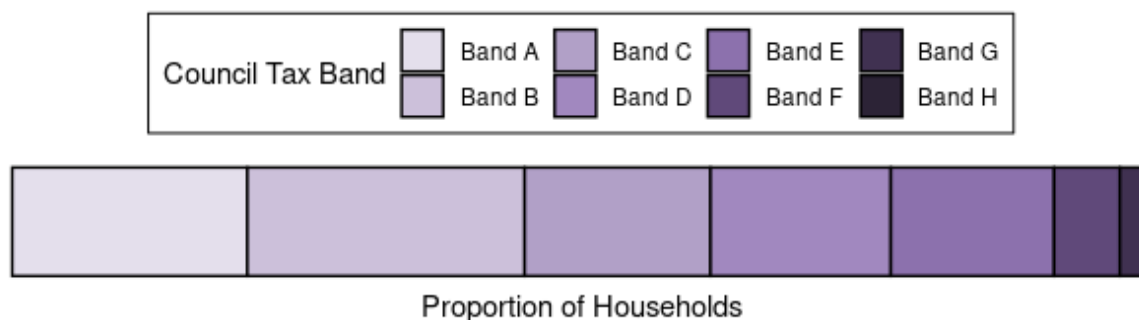 Band A Band C Band E Band G
Council Tax Band
Band B Band D Band F Band H
Proportion of Households